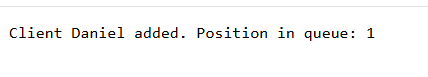 Client Daniel added. Position in queue: 1